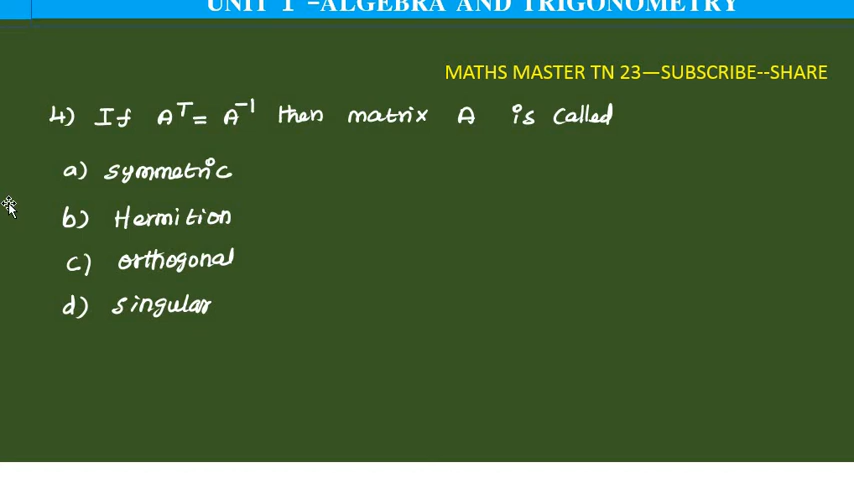 UNIT I –ALGEBRA AND TRIGONOMETRY
MATHS MASTER TN 23—SUBSCRIBE--SHARE
4) If Aᵀ = A⁻¹ then matrix A is called
a) symmetric
b) Hermition
c) orthogonal
d) singular